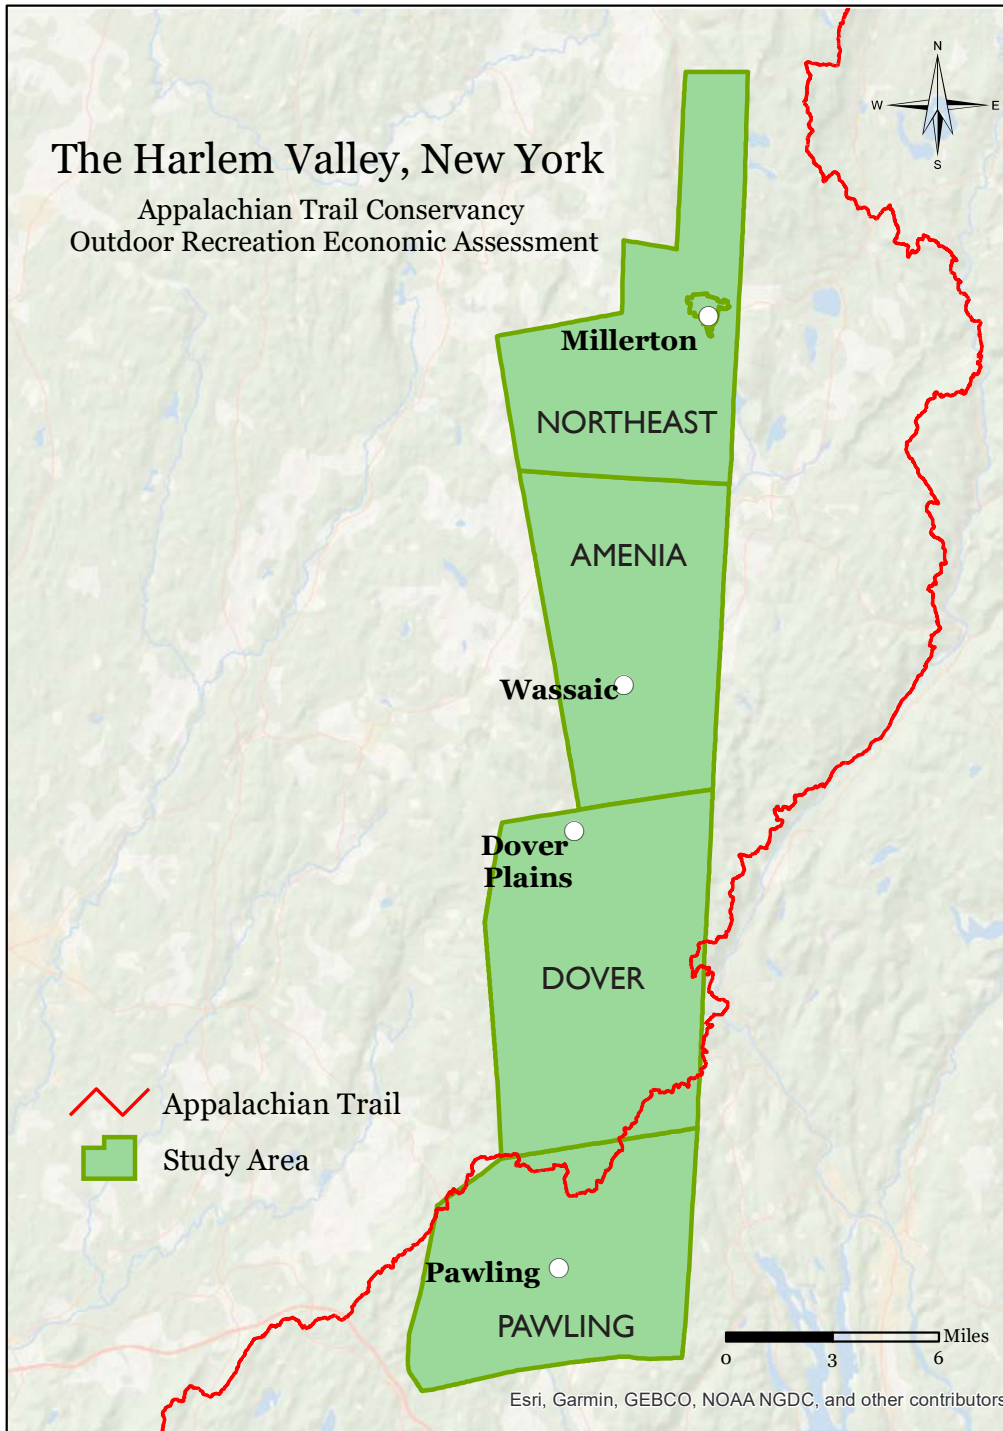 N
W E
S
The Harlem Valley, New York
Appalachian Trail Conservancy
Outdoor Recreation Economic Assessment
Millerton
NORTHEAST
AMENIA
Wassaic
Dover
Plains
DOVER
Appalachian Trail
Study Area
Pawling
PAWLING
Miles
0 3 6
Esri, Garmin, GEBCO, NOAA NGDC, and other contributors